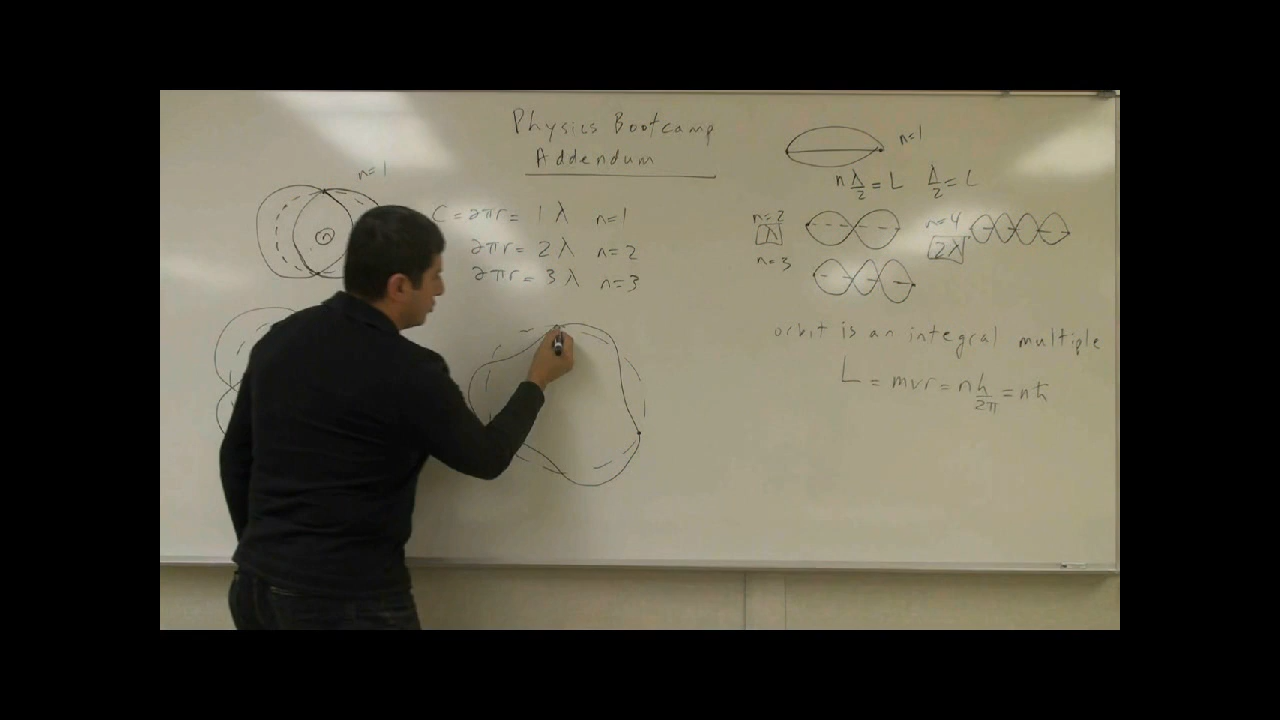 Physics Bootcamp
Addendum
n=1
C = 2πr = 1λ n=1
2πr = 2λ n=2
2πr = 3λ n=3
n=1
nλ/2 = L λ/2 = L
n=2
λ
n=4
2λ
n=3
orbit is an integral multiple
L = mvr = nh/2π = nħ